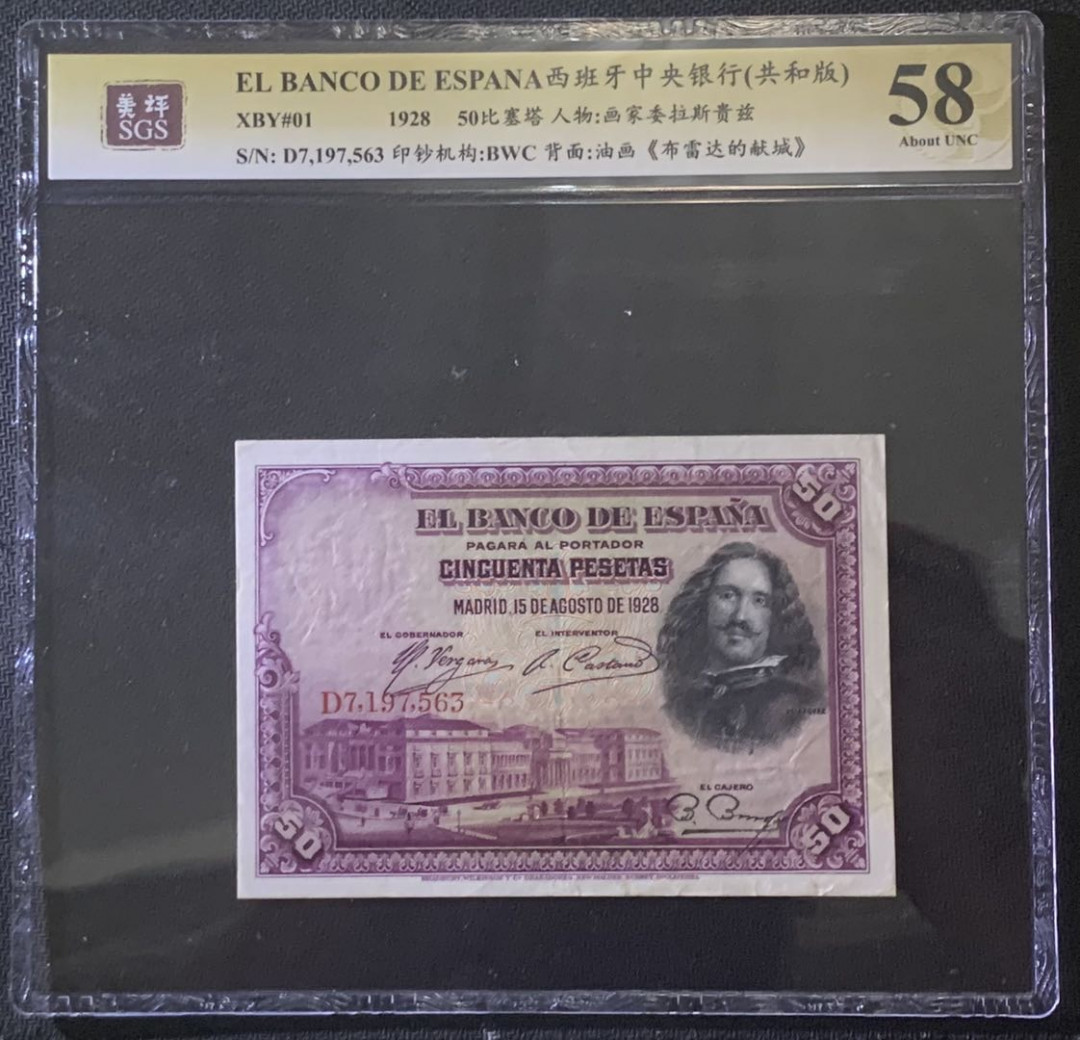 美评
SGS
EL BANCO DE ESPANA西班牙中央银行(共和版)
XBY#01 1928 50比塞塔 人物:画家委拉斯贵兹
S/N: D7,197,563 印钞机构:BWC 背面:油画《布雷达的献城》
58
About UNC
50
EL BANCO DE ESPAÑA
PAGARÁ AL PORTADOR
CINCUENTA PESETAS
MADRID, 15 DE AGOSTO DE 1928
EL GOBERNADOR EL INTERVENTOR
D7,197,563
EL CAJERO
50 50